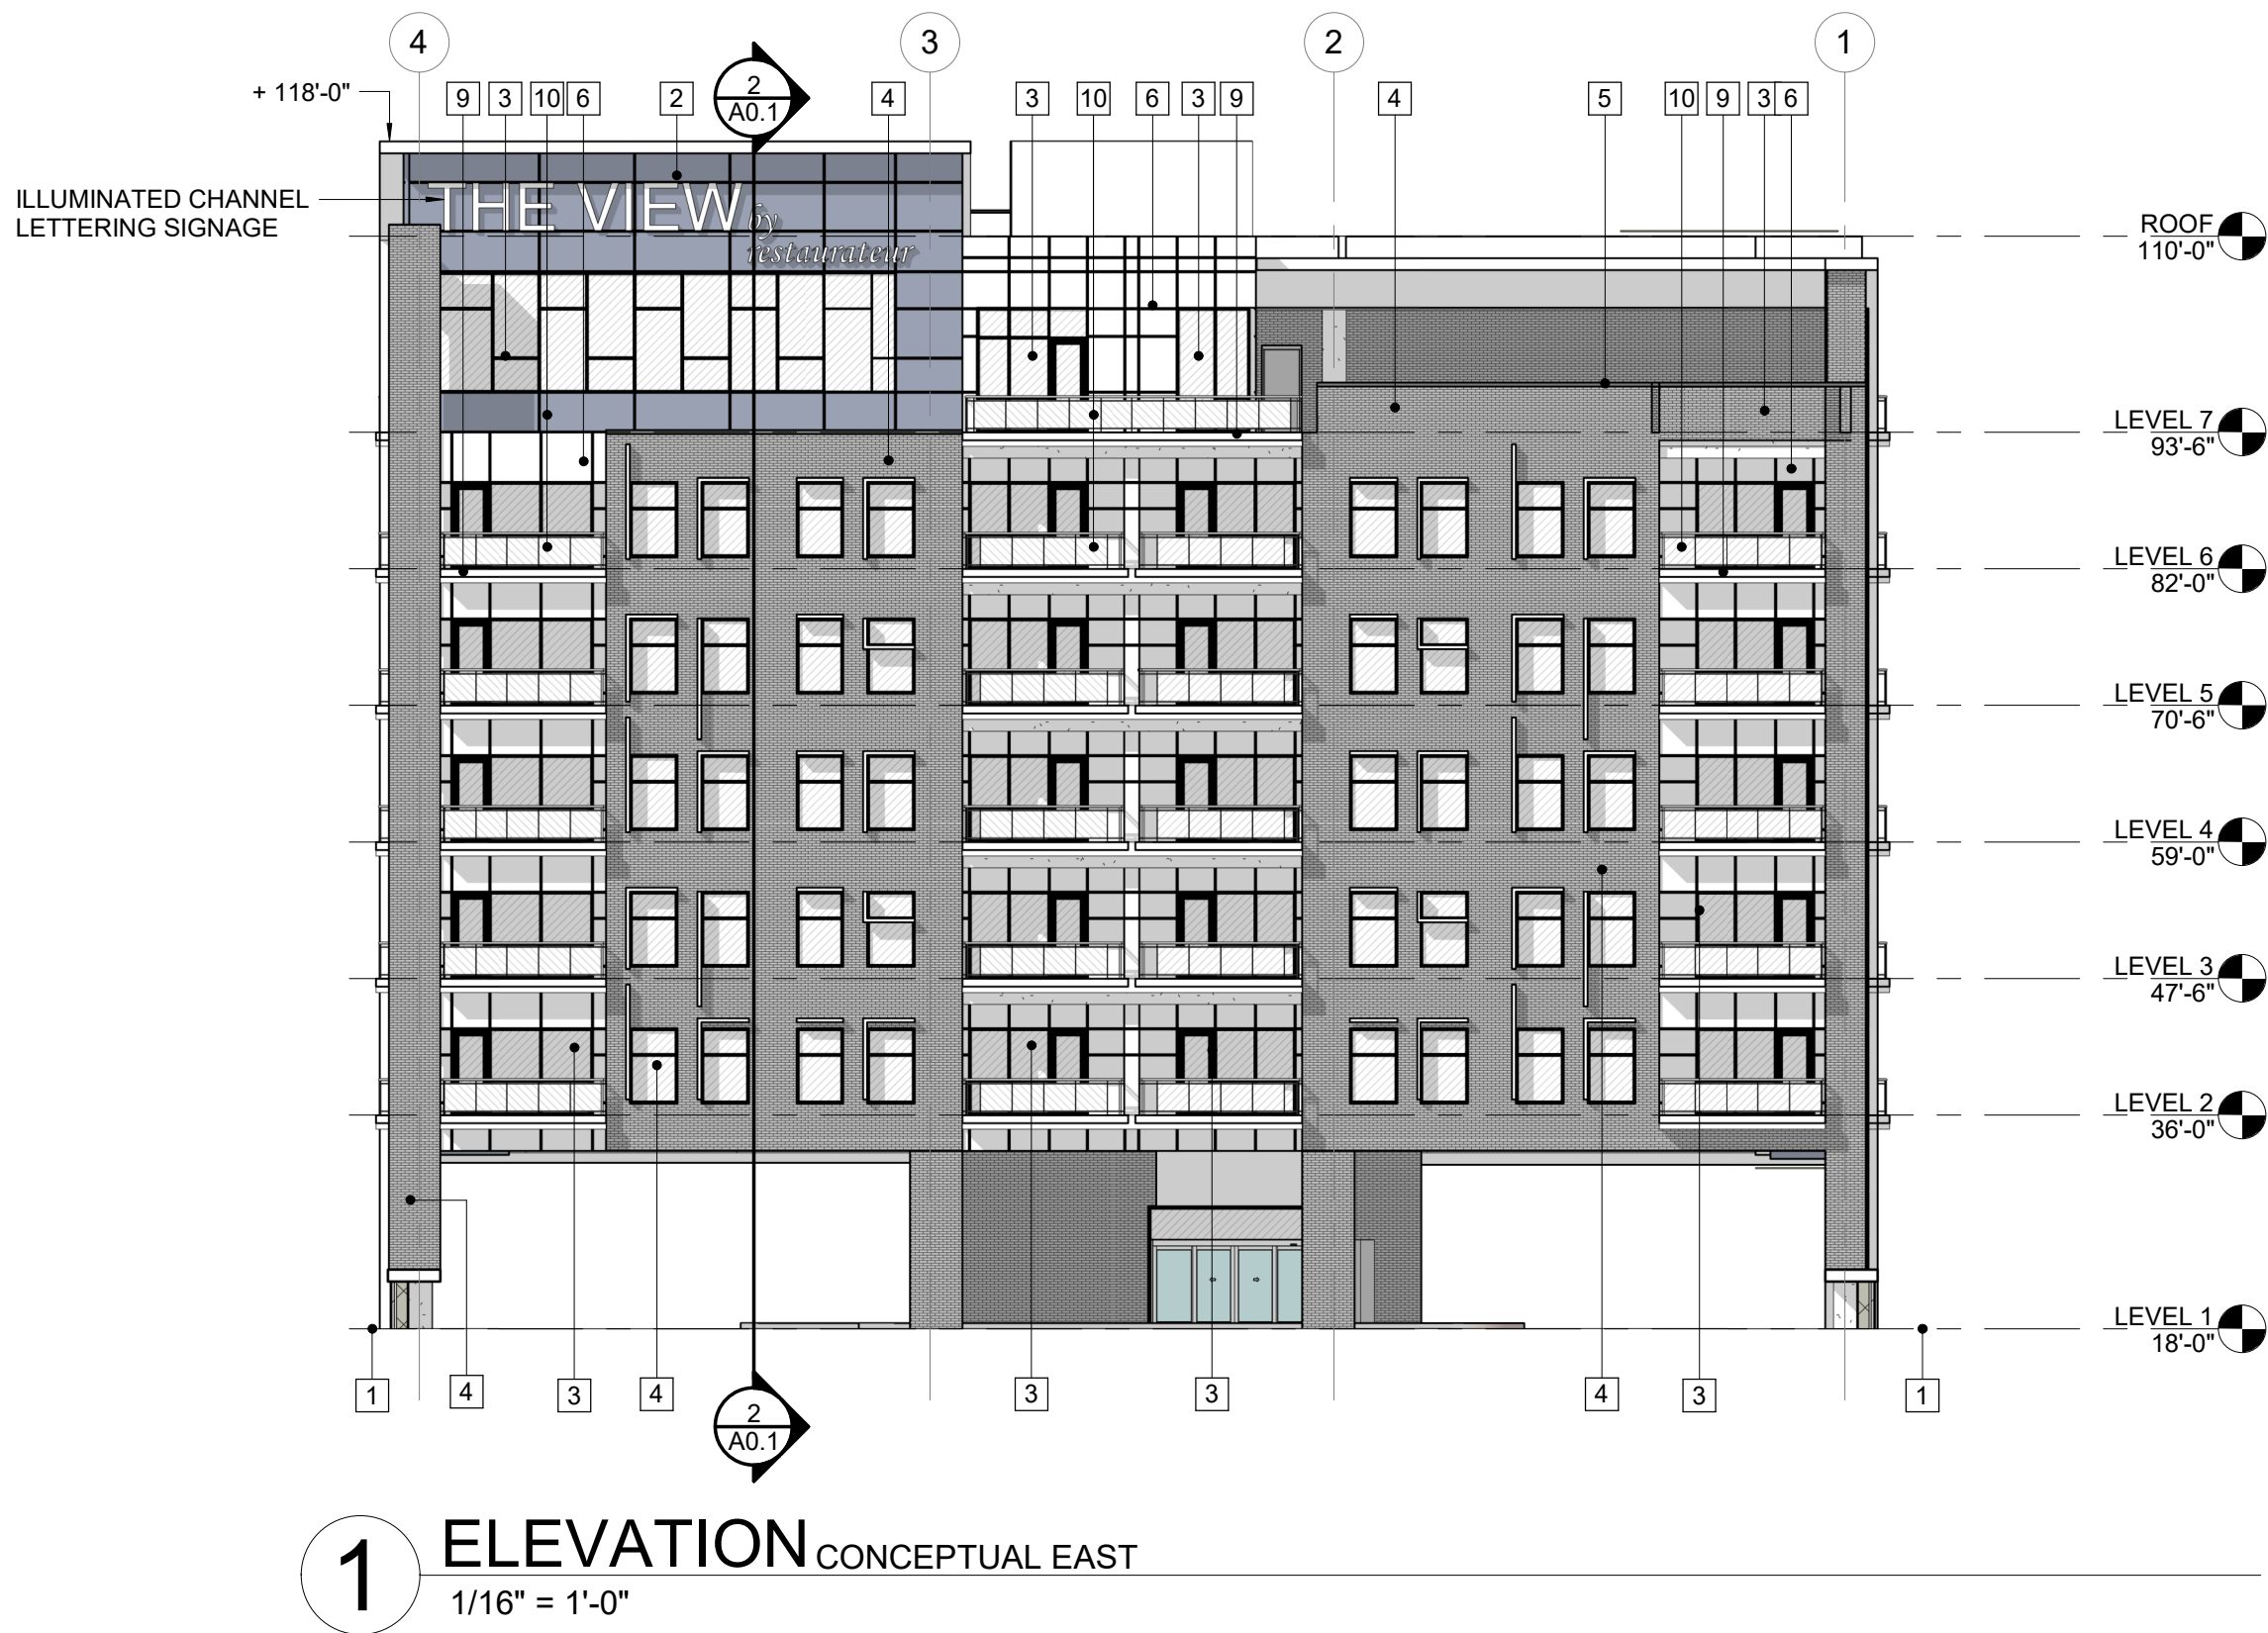 4 3 2 1
+ 118'-0" 9 3 10 6 2 2 4 3 10 6 3 9 4 5 10 9 3 6
A0.1
ILLUMINATED CHANNEL
LETTERING SIGNAGE
THE VIEW by
restaurateur
ROOF
110'-0"
LEVEL 7
93'-6"
LEVEL 6
82'-0"
LEVEL 5
70'-6"
LEVEL 4
59'-0"
LEVEL 3
47'-6"
LEVEL 2
36'-0"
LEVEL 1
18'-0"
1 4 3 4 3 3 4 3 1
2
A0.1
1 ELEVATION CONCEPTUAL EAST
1/16" = 1'-0"